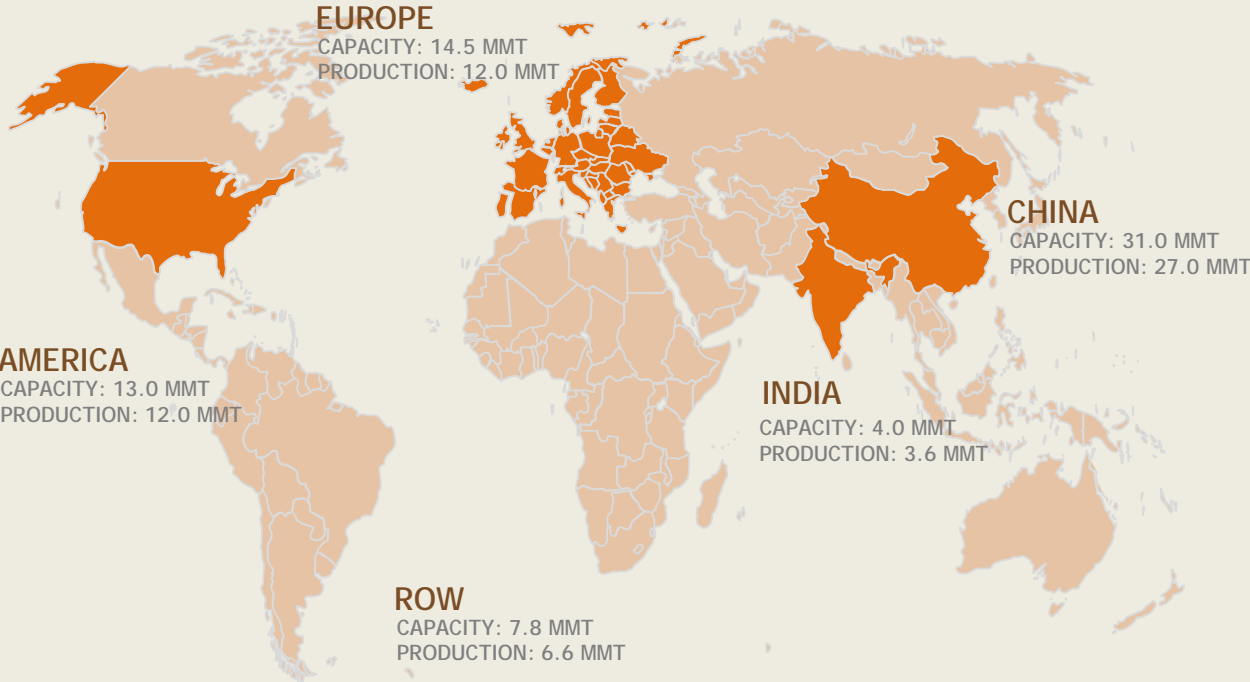 EUROPE
CAPACITY: 14.5 MMT
PRODUCTION: 12.0 MMT
CHINA
CAPACITY: 31.0 MMT
PRODUCTION: 27.0 MMT
AMERICA
CAPACITY: 13.0 MMT
PRODUCTION: 12.0 MMT
INDIA
CAPACITY: 4.0 MMT
PRODUCTION: 3.6 MMT
ROW
CAPACITY: 7.8 MMT
PRODUCTION: 6.6 MMT